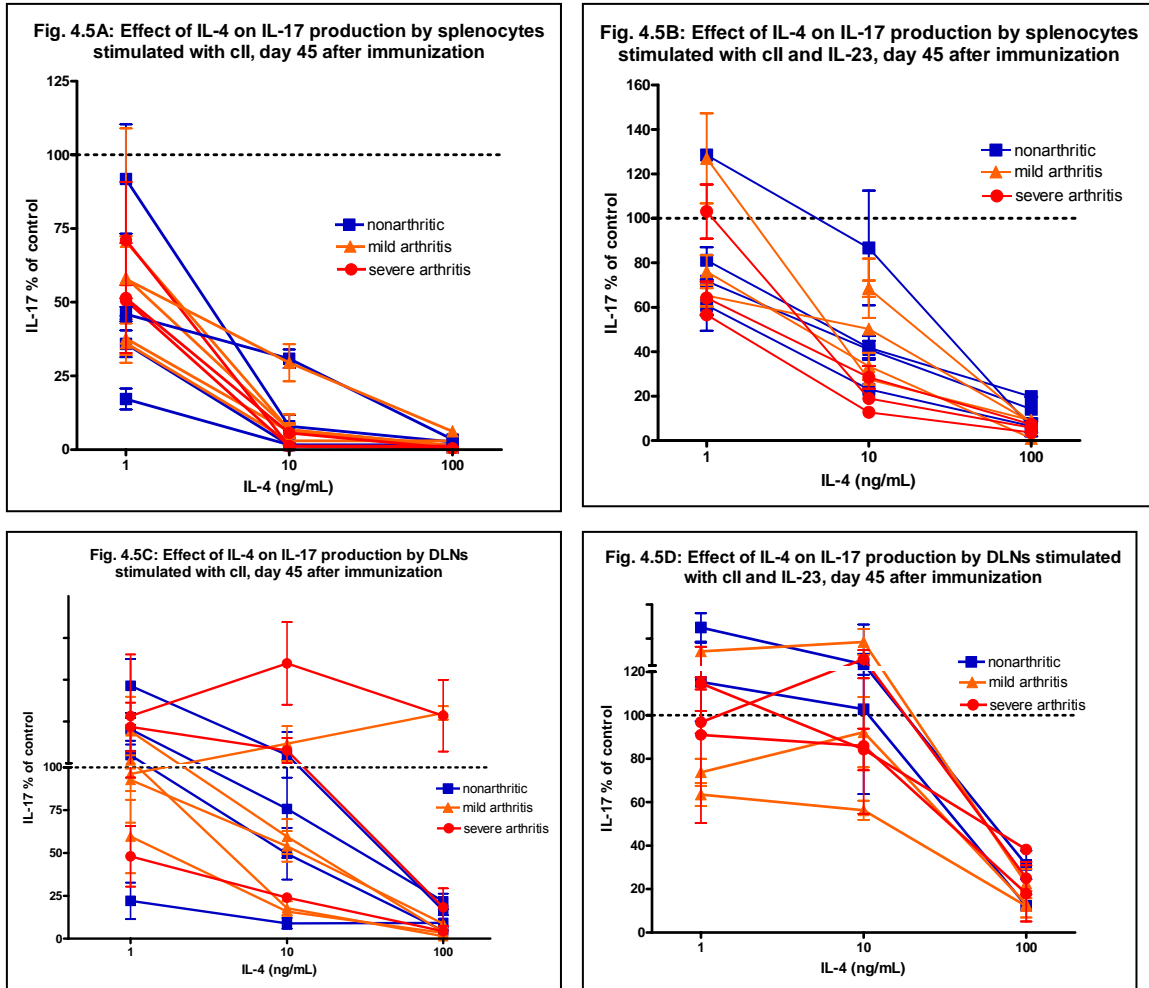 Fig. 4.5A: Effect of IL-4 on IL-17 production by splenocytes
stimulated with cII, day 45 after immunization
125
100
75
50
25
0
IL-17 % of control
nonarthritic
mild arthritis
severe arthritis
1
10
100
IL-4 (ng/mL)
Fig. 4.5B: Effect of IL-4 on IL-17 production by splenocytes
stimulated with cII and IL-23, day 45 after immunization
160
140
120
100
80
60
40
20
0
IL-17 % of control
nonarthritic
mild arthritis
severe arthritis
1
10
100
IL-4 (ng/mL)
Fig. 4.5C: Effect of IL-4 on IL-17 production by DLNs
stimulated with cII, day 45 after immunization
100
75
50
25
0
IL-17 % of control
nonarthritic
mild arthritis
severe arthritis
1
10
100
IL-4 (ng/mL)
Fig. 4.5D: Effect of IL-4 on IL-17 production by DLNs stimulated
with cII and IL-23, day 45 after immunization
120
100
80
60
40
20
0
IL-17 % of control
nonarthritic
mild arthritis
severe arthritis
1
10
100
IL-4 (ng/mL)